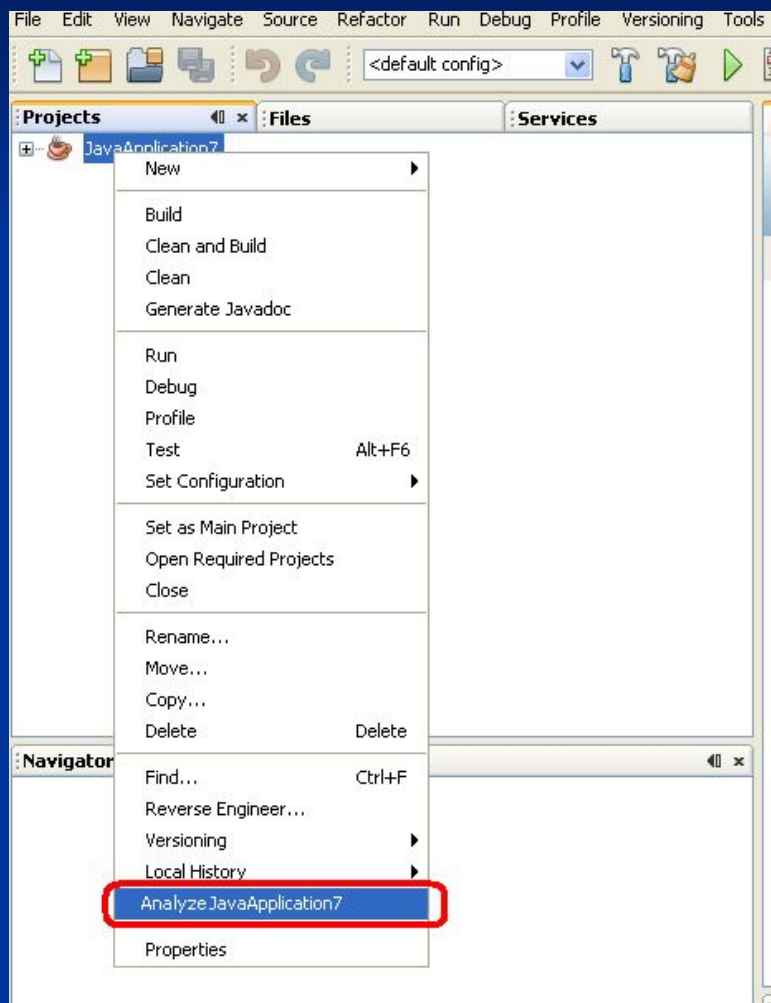 File Edit View Navigate Source Refactor Run Debug Profile Versioning Tools
<default config>
Projects Files Services
JavaApplication7
New
Build
Clean and Build
Clean
Generate Javadoc
Run
Debug
Profile
Test Alt+F6
Set Configuration
Set as Main Project
Open Required Projects
Close
Rename...
Move...
Copy...
Delete Delete
Navigator
Find... Ctrl+F
Reverse Engineer...
Versioning
Local History
Analyze JavaApplication7
Properties